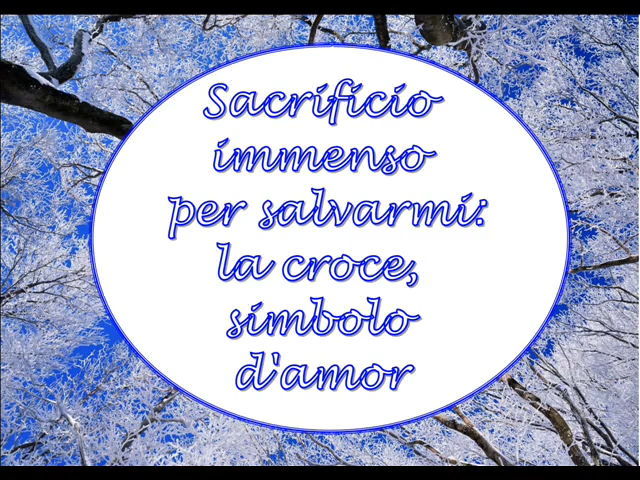 Sacrificio
immenso
per salvarmi:
la croce,
simbolo
d'amor